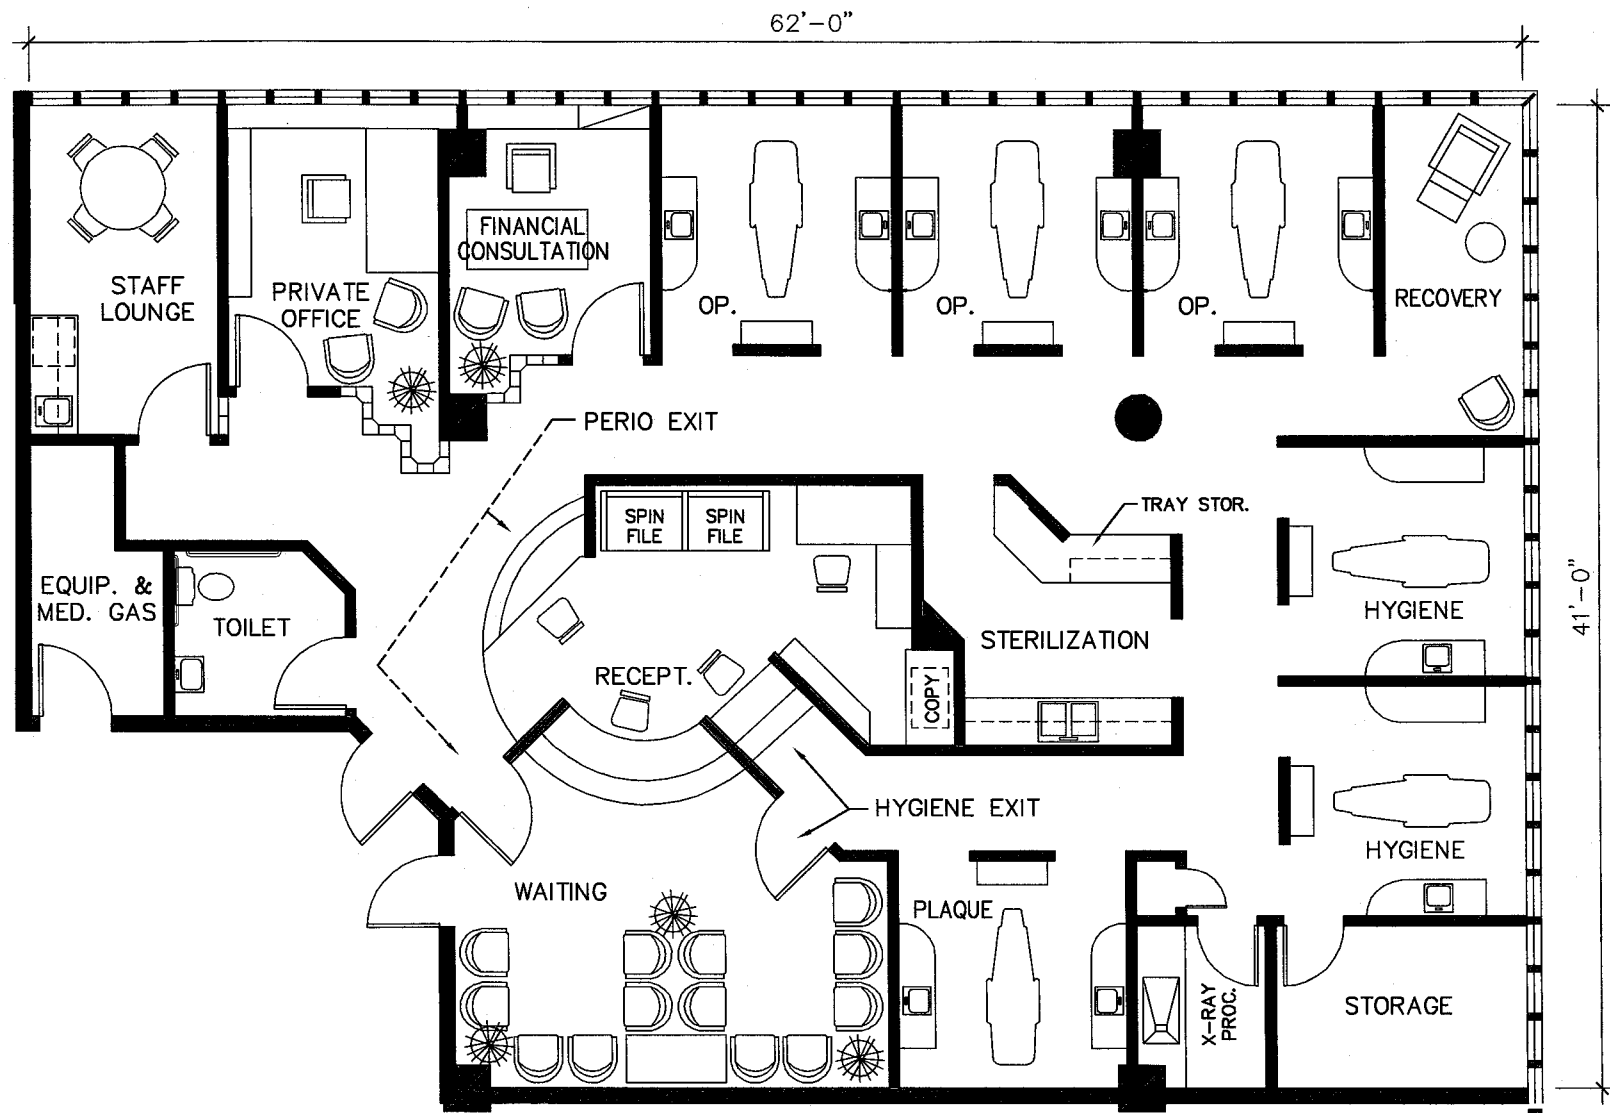 62'-0"
STAFF
LOUNGE
PRIVATE
OFFICE
FINANCIAL
CONSULTATION
OP.
OP.
OP.
RECOVERY
PERIO EXIT
SPIN
FILE
SPIN
FILE
TRAY STOR.
41'-0"
EQUIP. &
MED. GAS
TOILET
HYGIENE
STERILIZATION
RECEPT.
COPY
HYGIENE EXIT
HYGIENE
WAITING
PLAQUE
X-RAY
PROC.
STORAGE